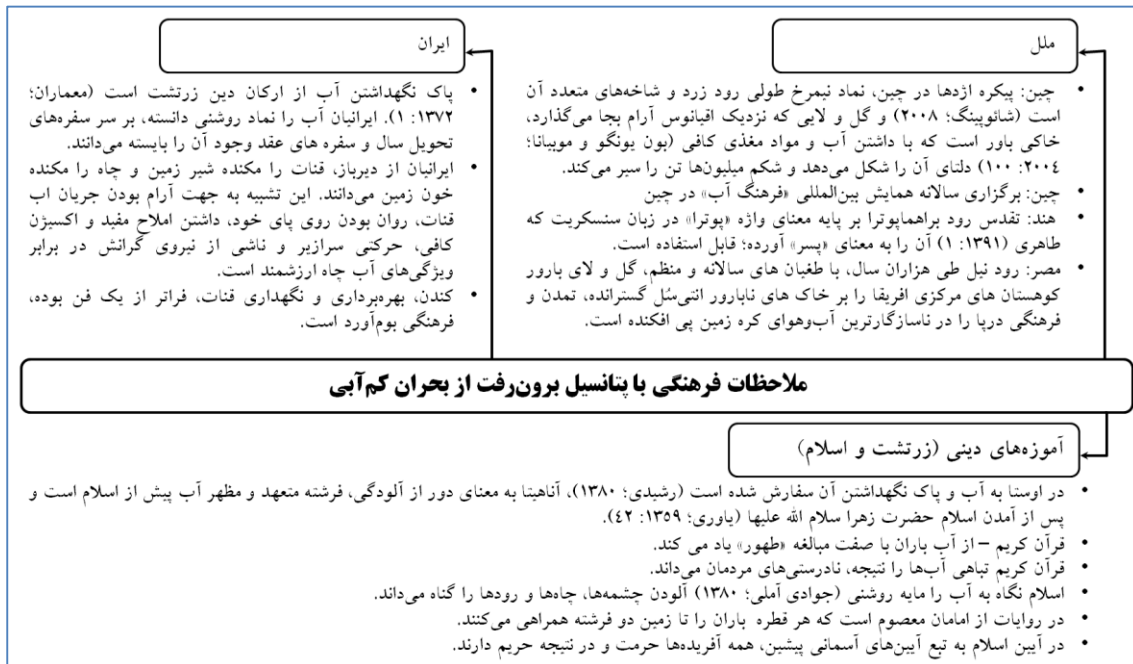 ملل
• چین: پیکره اژدها در چین، نماد نیمرخ طولی رود زرد و شاخه‌های متعدد آن
است (شائوپینگ؛ ۲۰۰۸) و گل و لایی که نزدیک اقیانوس آرام بجا می‌گذارد،
خاکی باور است که با داشتن آب و مواد مغذی کافی (بون یونگو و موبیانا؛
۲۰۰۴: ۱۰۰) دلتای آن را شکل می‌دهد و شکم میلیون‌ها تن را سیر می‌کند.
• چین: برگزاری سالانه همایش بین‌المللی «فرهنگ آب» در چین
• هند: تقدس رود براهماپوترا بر پایه معنای واژه «پوترا» در زبان سنسکریت که
طاهری (۱۳۹۱: ۱) آن را به معنای «پسر» آورده؛ قابل استفاده است.
• مصر: رود نیل طی هزاران سال، با طغیان های سالانه و منظم، گل و لای بارور
کوهستان های مرکزی افریقا را بر خاک های نابارور انتی‌سُل گسترانده، تمدن و
فرهنگی درپا را در ناسازگارترین آب‌وهوای کره زمین پی افکنده است.
ایران
• پاک نگهداشتن آب از ارکان دین زرتشت است (معماران؛
۱۳۷۲: ۱). ایرانیان آب را نماد روشنی دانسته، بر سر سفره‌های
تحویل سال و سفره های عقد وجود آن را بایسته می‌دانند.
• ایرانیان از دیرباز، قنات را مکنده شیر زمین و چاه را مکنده
خون زمین می‌دانند. این تشبیه به جهت آرام بودن جریان اب
قنات، روان بودن روی پای خود، داشتن املاح مفید و اکسیژن
کافی، حرکتی سرازیر و ناشی از نیروی گرانش در برابر
ویژگی‌های آب چاه ارزشمند است.
• کندن، بهره‌برداری و نگهداری قنات، فراتر از یک فن بوده،
فرهنگی بوم‌آورد است.
ملاحظات فرهنگی با پتانسیل برون‌رفت از بحران کم‌آبی
آموزه‌های دینی (زرتشت و اسلام)
• در اوستا به آب و پاک نگهداشتن آن سفارش شده است (رشیدی؛ ۱۳۸۰)، آناهیتا به معنای دور از آلودگی، فرشته متعهد و مظهر آب پیش از اسلام است و
پس از آمدن اسلام حضرت زهرا سلام الله علیها (یاوری؛ ۱۳۵۹: ۴۲).
• قرآن کریم – از آب باران با صفت مبالغه «طهور» یاد می کند.
• قرآن کریم تباهی آب‌ها را نتیجه، نادرستی‌های مردمان می‌داند.
• اسلام نگاه به آب را مایه روشنی (جوادی آملی؛ ۱۳۸۰) آلودن چشمه‌ها، چاه‌ها و رودها را گناه می‌داند.
• در روایات از امامان معصوم است که هر قطره باران را تا زمین دو فرشته همراهی می‌کنند.
• در آیین اسلام به تبع آیین‌های آسمانی پیشین، همه آفریده‌ها حرمت و در نتیجه حریم دارند.